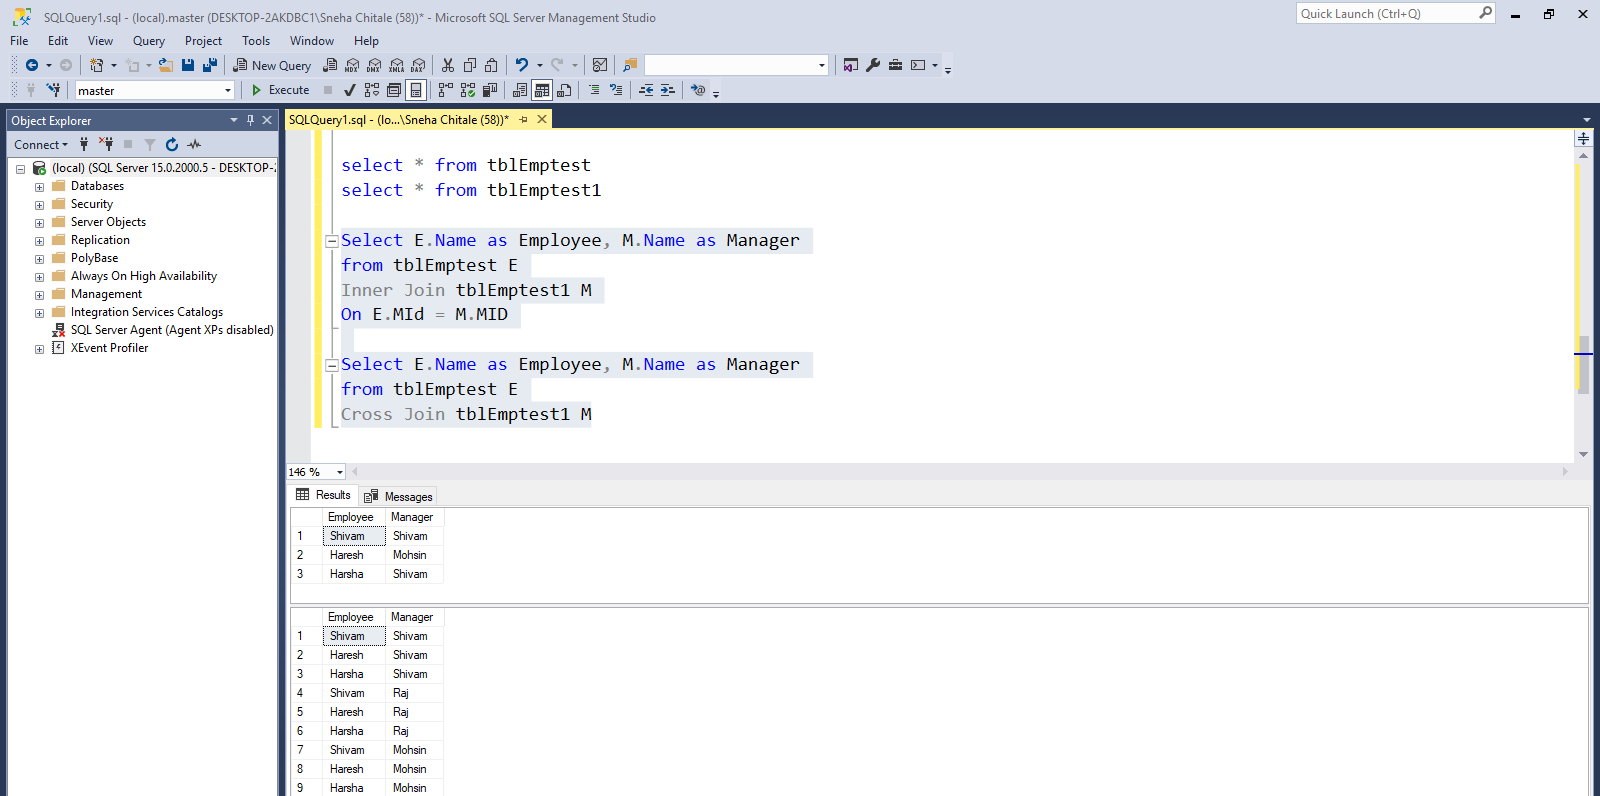 SQLQuery1.sql - (local).master (DESKTOP-2AKDBC1\Sneha Chitale (58))* - Microsoft SQL Server Management Studio
Quick Launch (Ctrl+Q)
File Edit View Query Project Tools Window Help
New Query MDX DMX XMLA DAX
master Execute
Object Explorer
SQLQuery1.sql - (lo...\Sneha Chitale (58))*
Connect
(local) (SQL Server 15.0.2000.5 - DESKTOP-2
Databases
Security
Server Objects
Replication
PolyBase
Always On High Availability
Management
Integration Services Catalogs
SQL Server Agent (Agent XPs disabled)
XEvent Profiler
select * from tblEmptest
select * from tblEmptest1
Select E.Name as Employee, M.Name as Manager
from tblEmptest E
Inner Join tblEmptest1 M
On E.MId = M.MID
Select E.Name as Employee, M.Name as Manager
from tblEmptest E
Cross Join tblEmptest1 M
146 %
Results Messages
Employee Manager
1 Shivam Shivam
2 Haresh Mohsin
3 Harsha Shivam
Employee Manager
1 Shivam Shivam
2 Haresh Shivam
3 Harsha Shivam
4 Shivam Raj
5 Haresh Raj
6 Harsha Raj
7 Shivam Mohsin
8 Haresh Mohsin
9 Harsha Mohsin